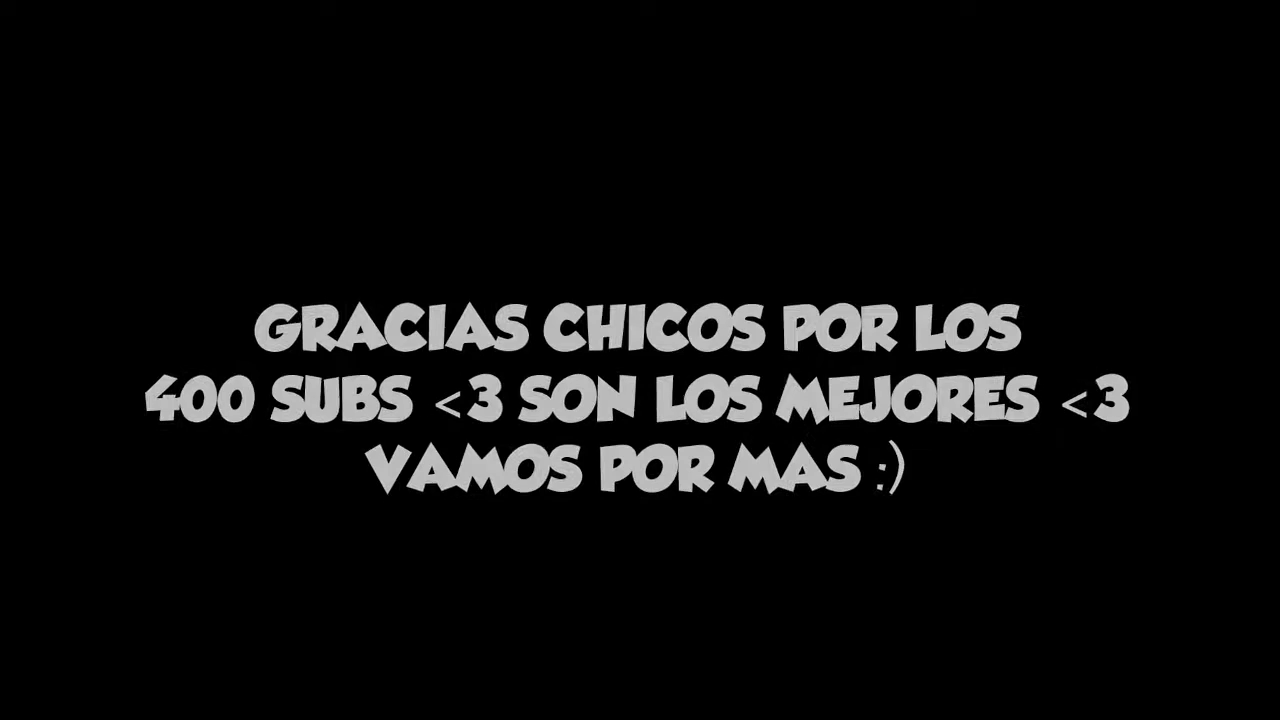 GRACIAS CHICOS POR LOS
400 SUBS <3 SON LOS MEJORES <3
VAMOS POR MAS :)